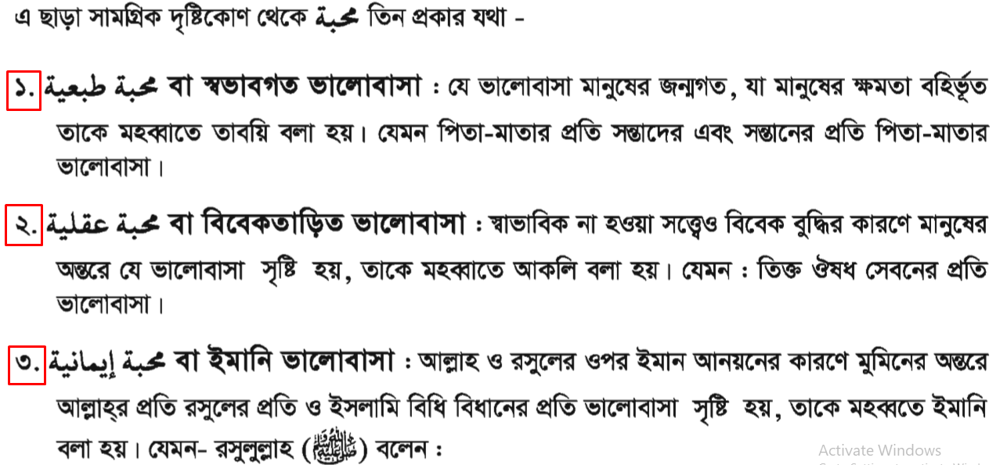 এ ছাড়া সামগ্রিক দৃষ্টিকোণ থেকে محبة তিন প্রকার যথা -
১. محبة طبعية বা স্বভাবগত ভালোবাসা : যে ভালোবাসা মানুষের জন্মগত, যা মানুষের ক্ষমতা বহির্ভূত
তাকে মহব্বাতে তাবয়ি বলা হয়। যেমন পিতা-মাতার প্রতি সন্তাদের এবং সন্তানের প্রতি পিতা-মাতার
ভালোবাসা।
২. محبة عقلية বা বিবেকতাড়িত ভালোবাসা : স্বাভাবিক না হওয়া সত্ত্বেও বিবেক বুদ্ধির কারণে মানুষের
অন্তরে যে ভালোবাসা সৃষ্টি হয়, তাকে মহব্বাতে আকলি বলা হয়। যেমন : তিক্ত ঔষধ সেবনের প্রতি
ভালোবাসা।
৩. محبة إيمانية বা ইমানি ভালোবাসা : আল্লাহ ও রসুলের ওপর ইমান আনয়নের কারণে মুমিনের অন্তরে
আল্লাহ্‌র প্রতি রসুলের প্রতি ও ইসলামি বিধি বিধানের প্রতি ভালোবাসা সৃষ্টি হয়, তাকে মহব্বতে ইমানি
বলা হয়। যেমন- রসুলুল্লাহ (ﷺ) বলেন :
Activate Windows